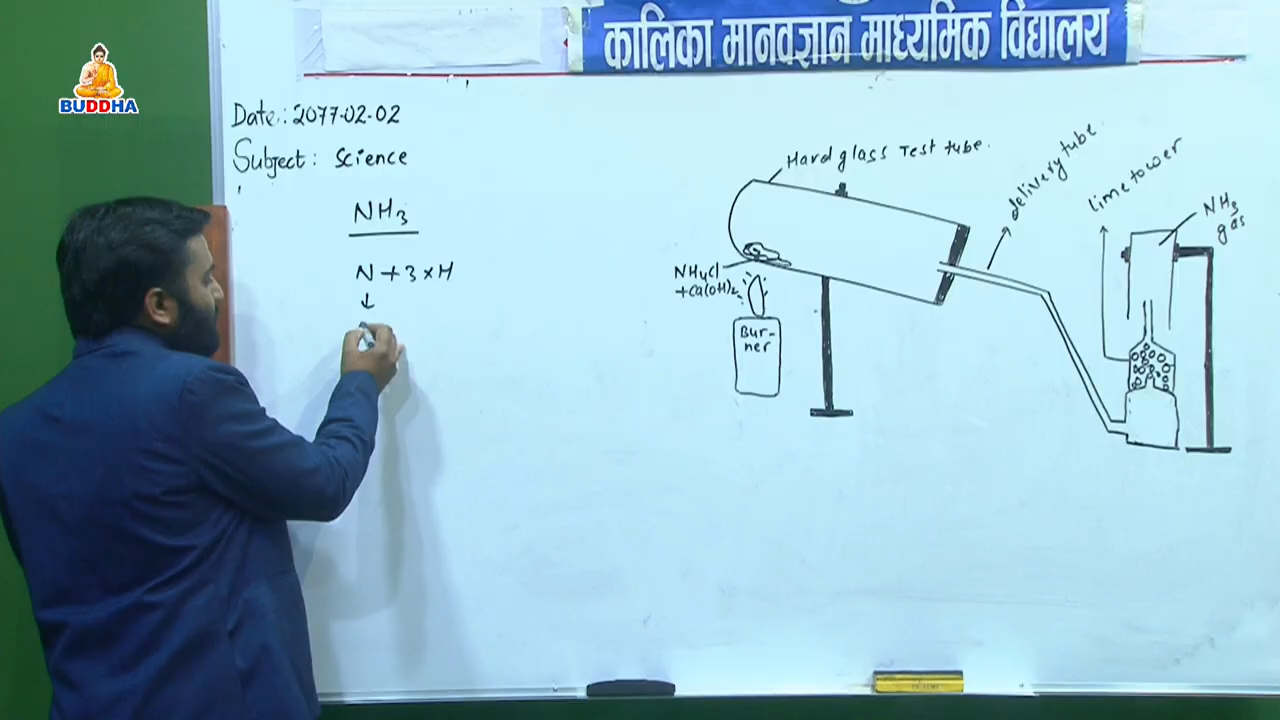 BUDDHA
कालिका मानवज्ञान माध्यमिक विद्यालय
Date: 2077-02-02
Subject: Science
NH₃
N + 3 × H
↓
Hard glass Test tube.
delivery tube.
lime tower
NH₃
gas
NH₄Cl
+ Ca(OH)₂
Bur-
ner